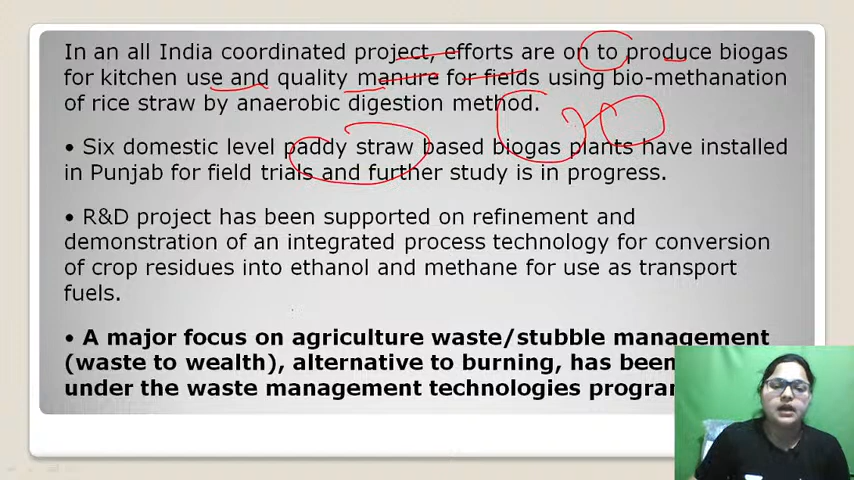 In an all India coordinated project, efforts are on to produce biogas
for kitchen use and quality manure for fields using bio-methanation
of rice straw by anaerobic digestion method.
• Six domestic level paddy straw based biogas plants have installed
in Punjab for field trials and further study is in progress.
• R&D project has been supported on refinement and
demonstration of an integrated process technology for conversion
of crop residues into ethanol and methane for use as transport
fuels.
• A major focus on agriculture waste/stubble management
(waste to wealth), alternative to burning, has been
under the waste management technologies